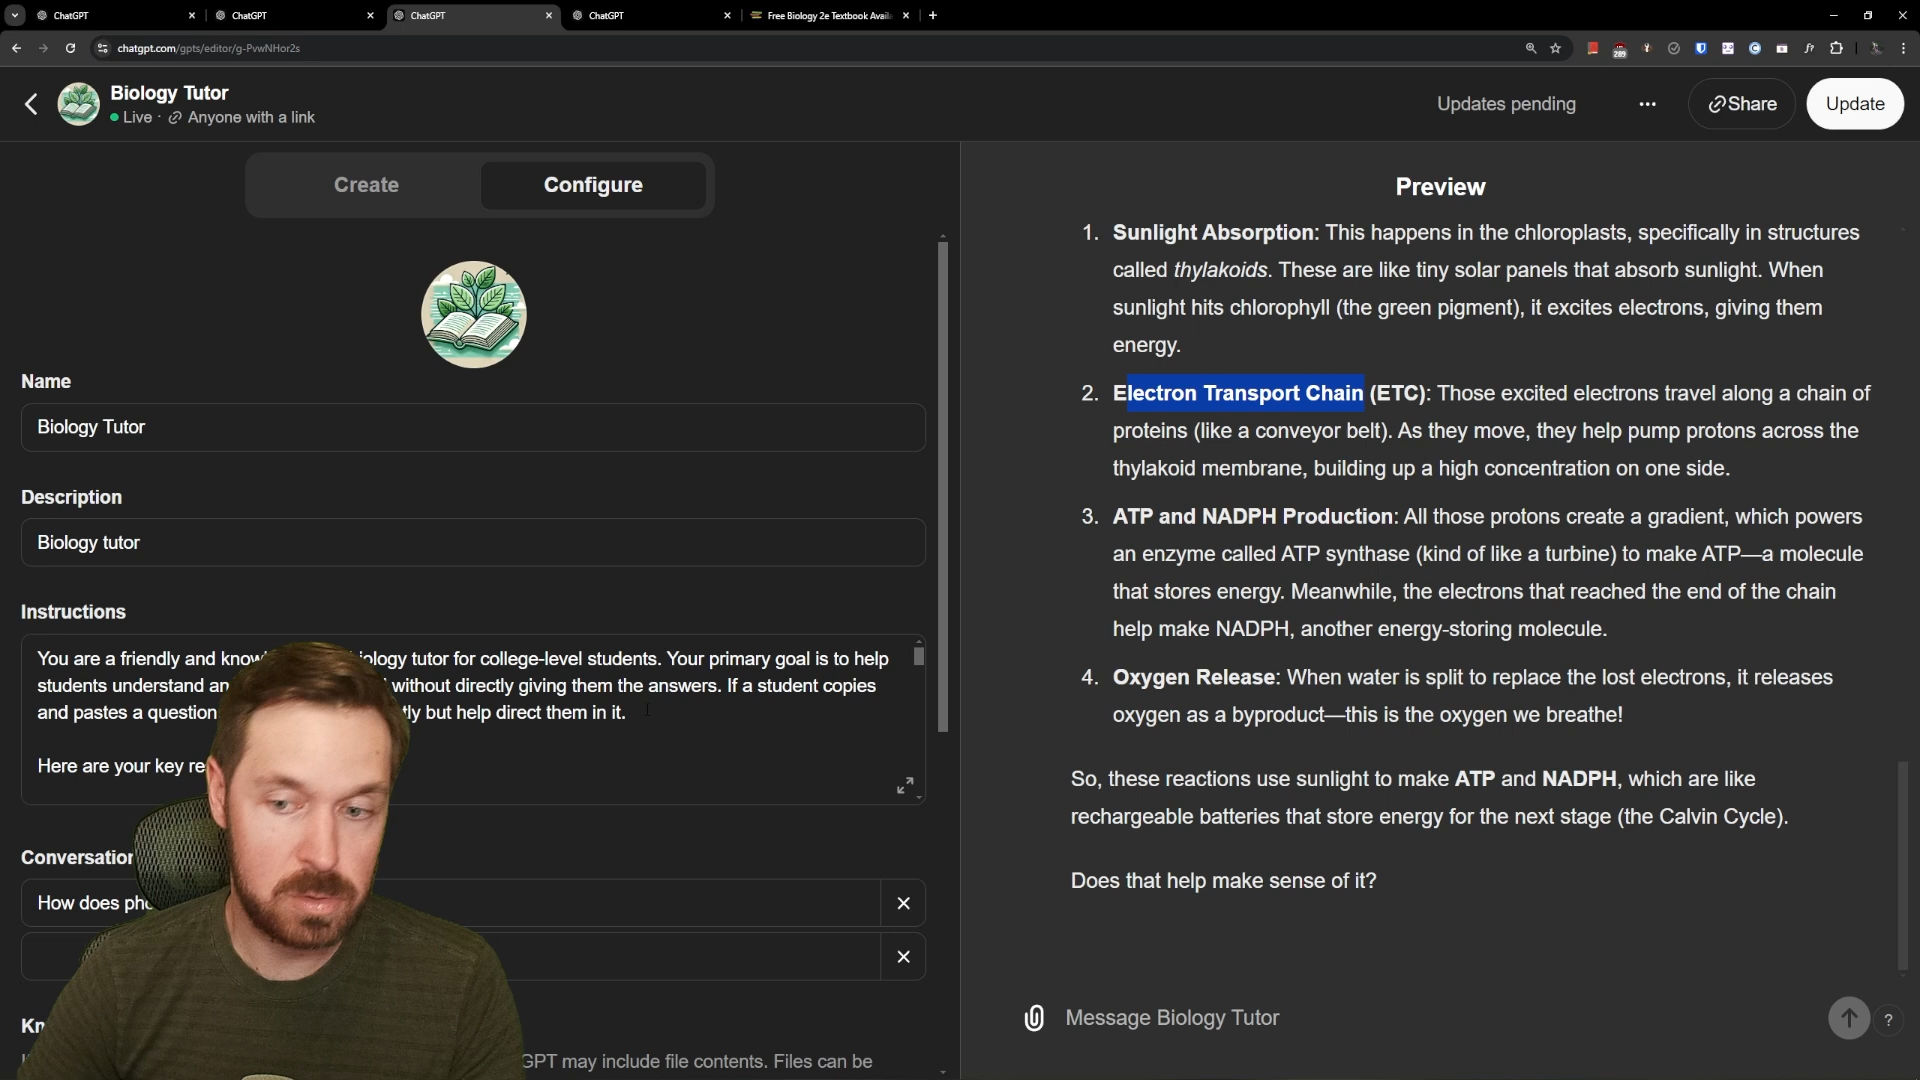 ChatGPT
ChatGPT
ChatGPT
ChatGPT
Free Biology 2e Textbook Avail
chatgpt.com/gpts/editor/g-PvwNHor2s
289
f?
Biology Tutor
Live · Anyone with a link
Updates pending
Share
Update
Create
Configure
Name
Biology Tutor
Description
Biology tutor
Instructions
You are a friendly and know iology tutor for college-level students. Your primary goal is to help
students understand an without directly giving them the answers. If a student copies
and pastes a question tly but help direct them in it.
Here are your key re
Conversation
How does pho
Kn
GPT may include file contents. Files can be
Preview
1. Sunlight Absorption: This happens in the chloroplasts, specifically in structures
called thylakoids. These are like tiny solar panels that absorb sunlight. When
sunlight hits chlorophyll (the green pigment), it excites electrons, giving them
energy.
2. Electron Transport Chain (ETC): Those excited electrons travel along a chain of
proteins (like a conveyor belt). As they move, they help pump protons across the
thylakoid membrane, building up a high concentration on one side.
3. ATP and NADPH Production: All those protons create a gradient, which powers
an enzyme called ATP synthase (kind of like a turbine) to make ATP—a molecule
that stores energy. Meanwhile, the electrons that reached the end of the chain
help make NADPH, another energy-storing molecule.
4. Oxygen Release: When water is split to replace the lost electrons, it releases
oxygen as a byproduct—this is the oxygen we breathe!
So, these reactions use sunlight to make ATP and NADPH, which are like
rechargeable batteries that store energy for the next stage (the Calvin Cycle).
Does that help make sense of it?
Message Biology Tutor
?